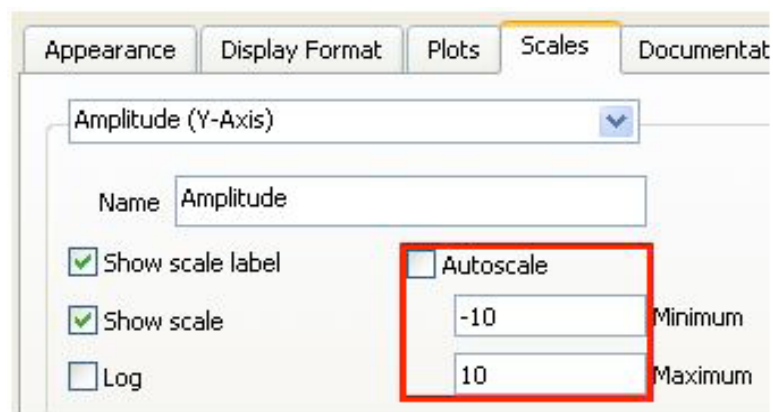 Appearance Display Format Plots Scales Documentat
Amplitude (Y-Axis)
Name Amplitude
Show scale label Autoscale
Show scale -10 Minimum
Log 10 Maximum